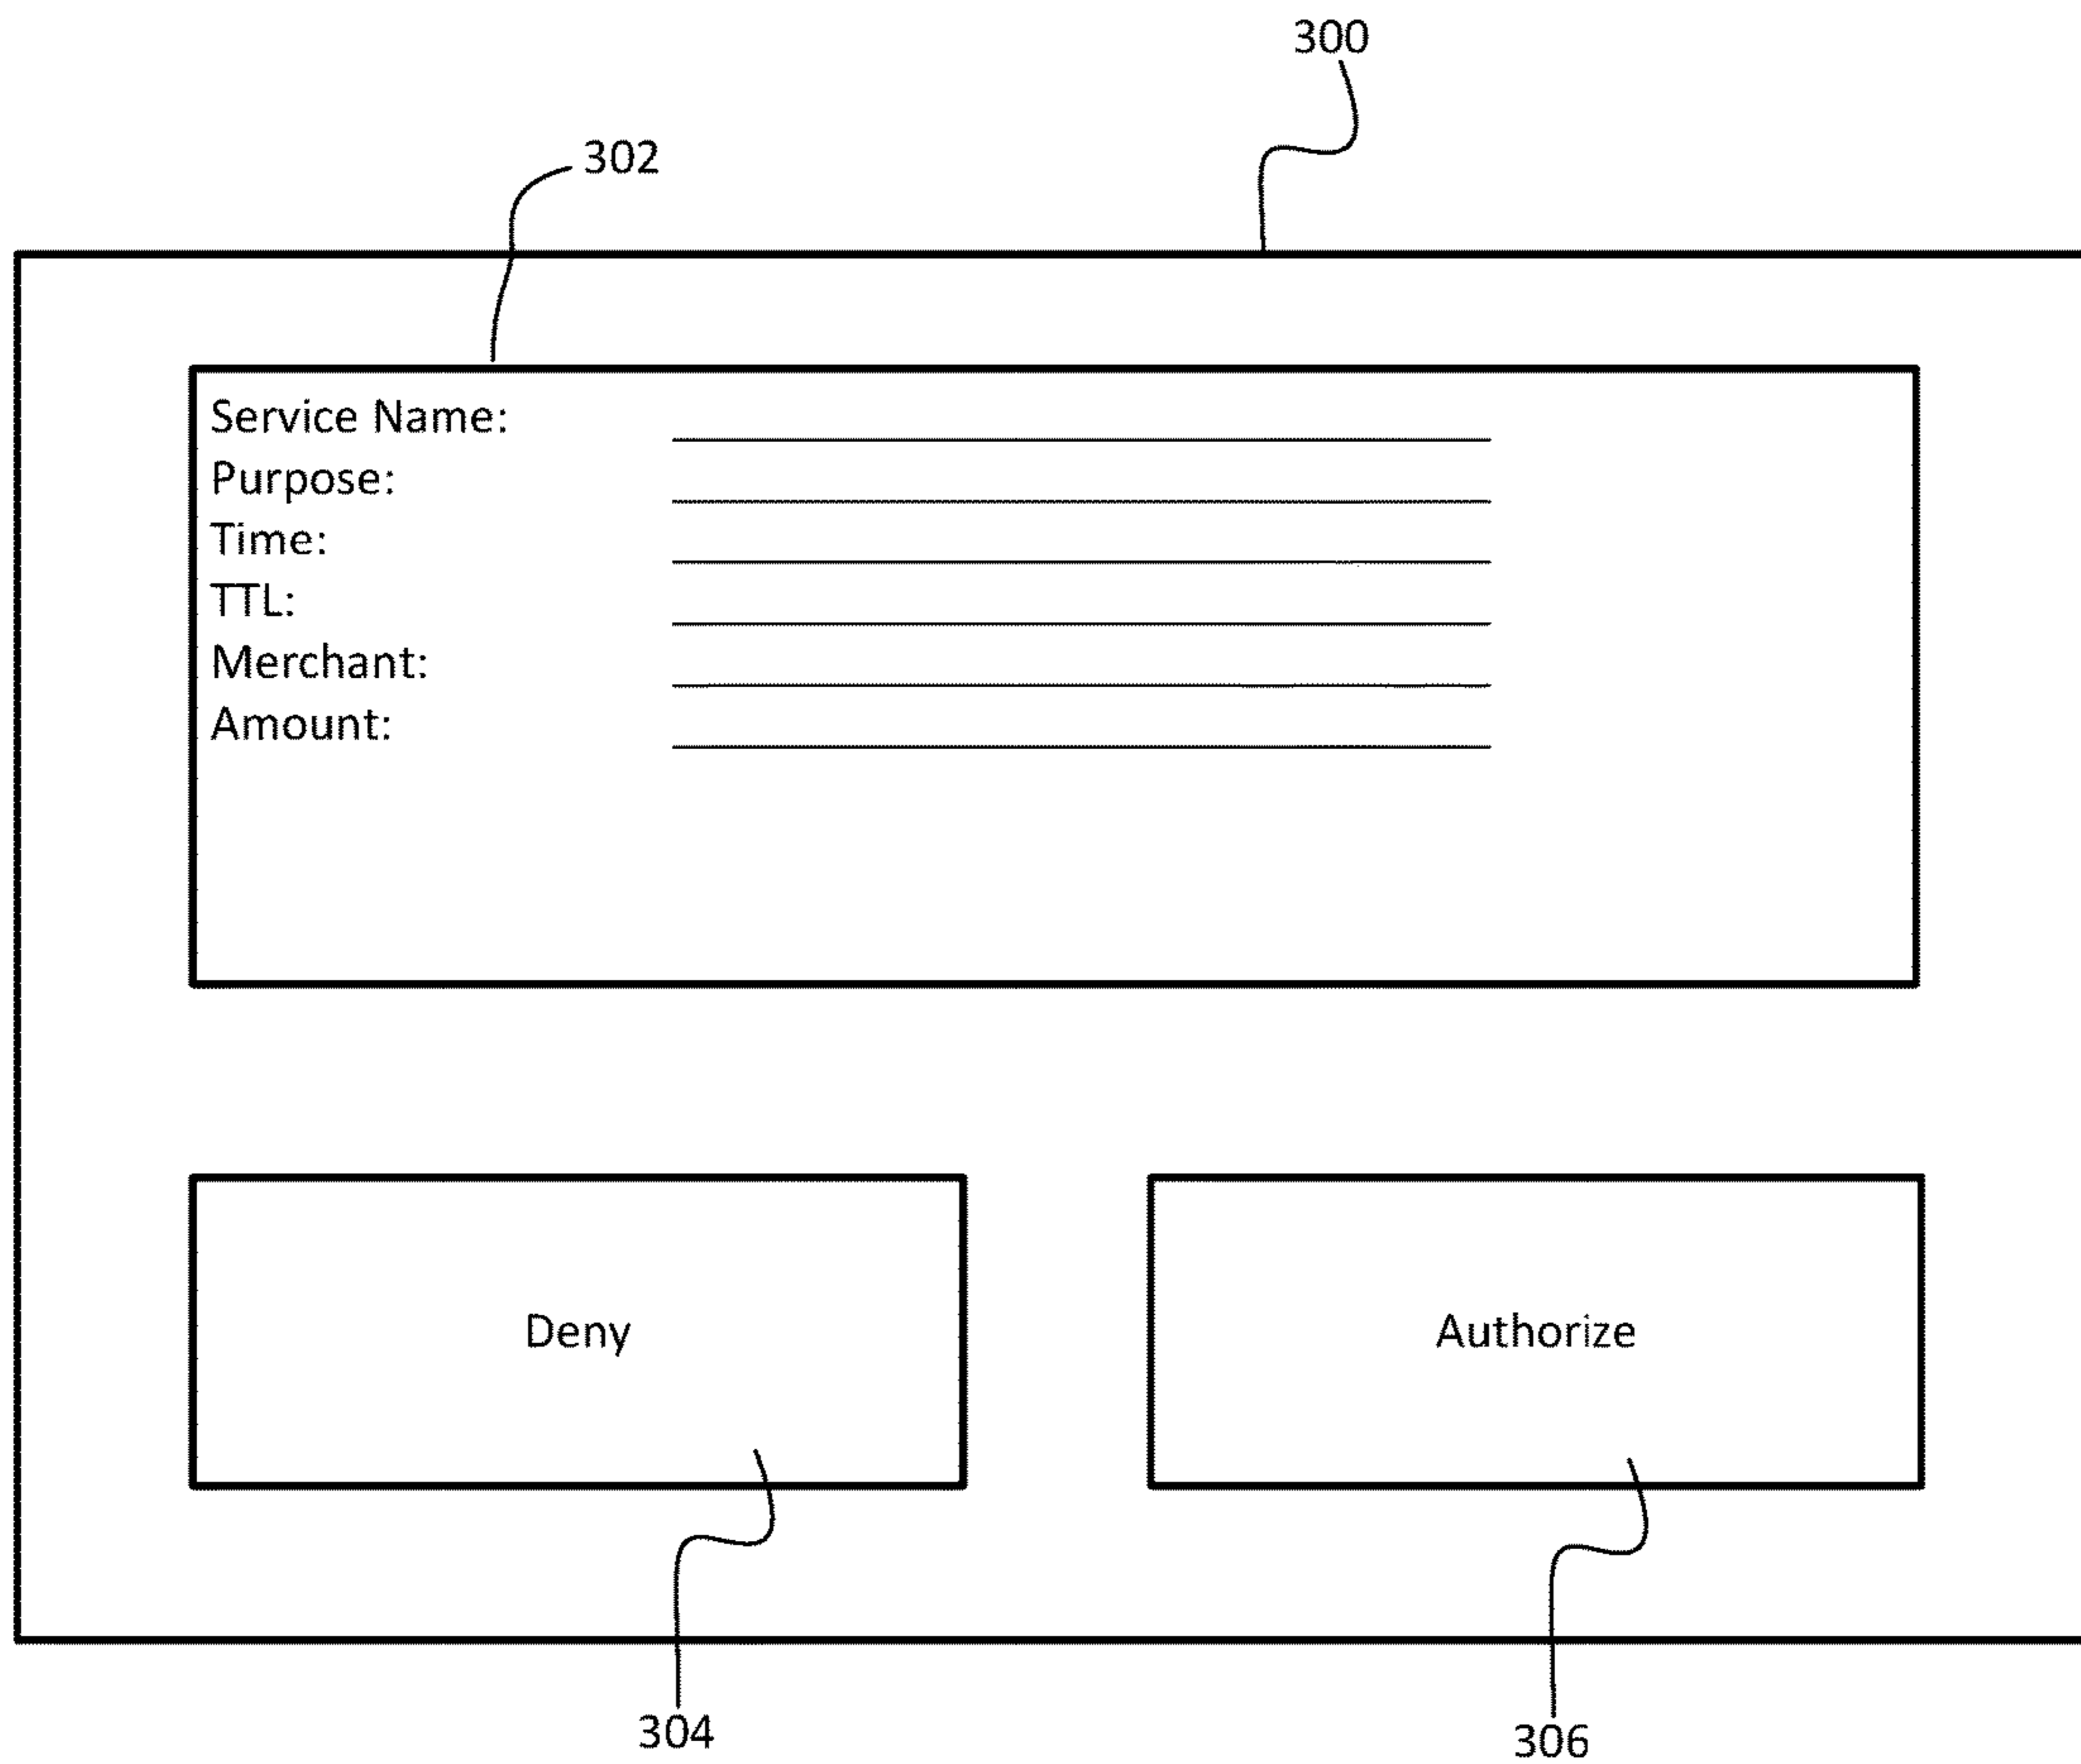 300
302
Service Name:
Purpose:
Time:
TTL:
Merchant:
Amount:
Deny
Authorize
304
306